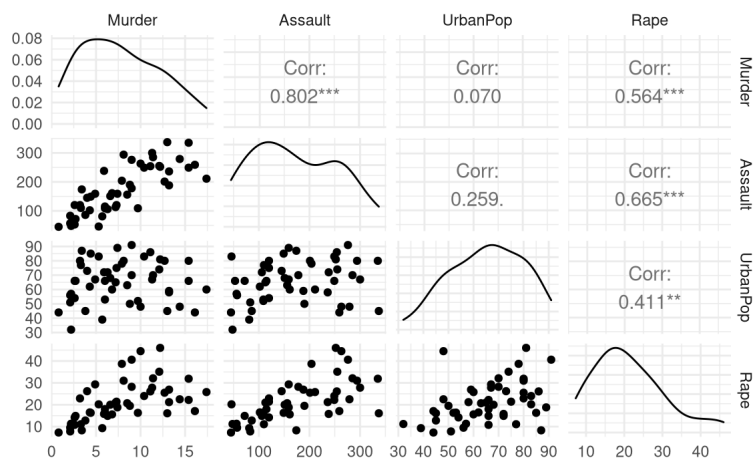 Murder Assault UrbanPop Rape
0.08
0.06
0.04
0.02
0.00
Corr:
0.802***
Corr:
0.070
Corr:
0.564***
Murder
300
200
100
Corr:
0.259.
Corr:
0.665***
Assault
90
80
70
60
50
40
30
Corr:
0.411**
UrbanPop
40
30
20
10
Rape
0 5 10 15 100 200 300 30 40 50 60 70 80 90 10 20 30 40